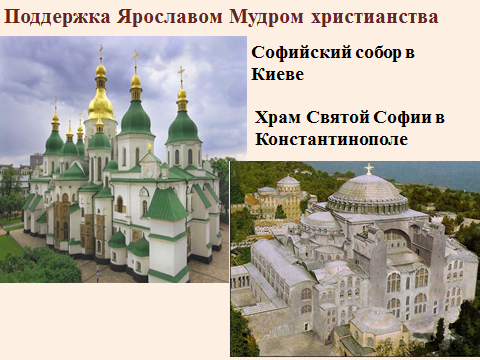 Поддержка Ярославом Мудром христианства
Софийский собор в
Киеве
Храм Святой Софии в
Константинополе